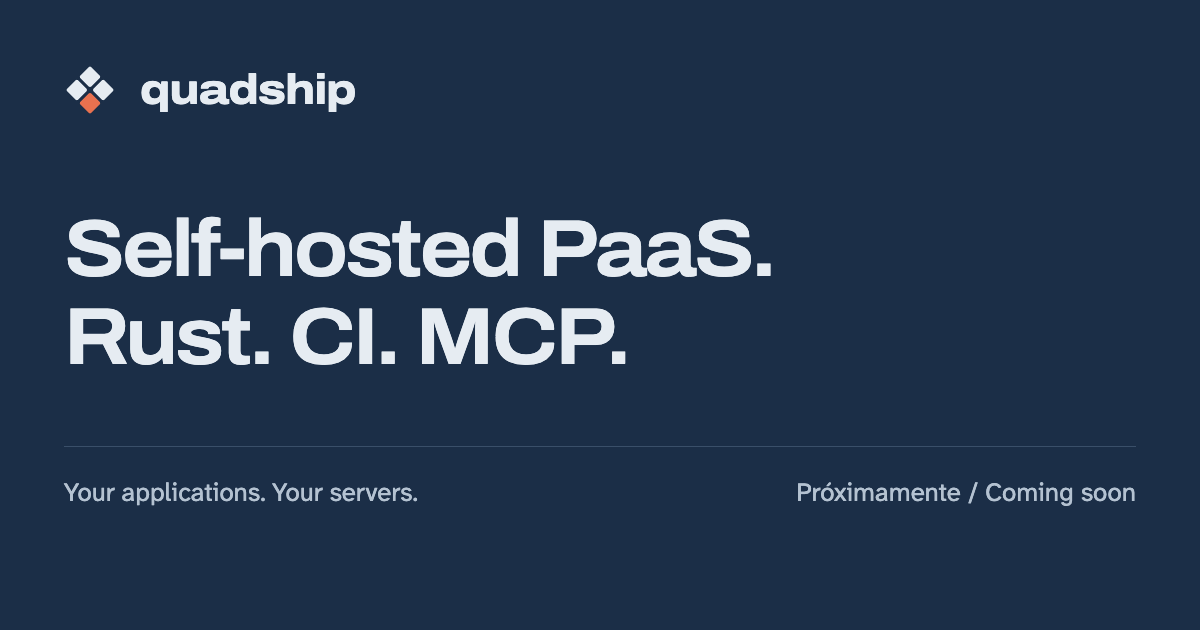 quadship
Self-hosted PaaS.
Rust. CI. MCP.
Your applications. Your servers.
Próximamente / Coming soon